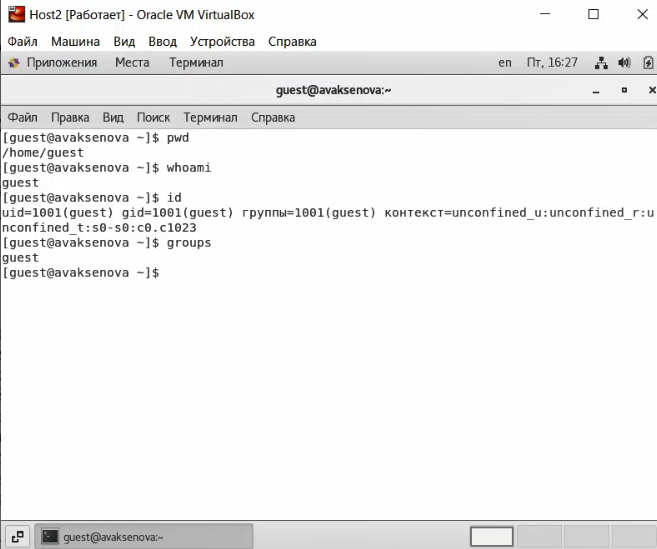 Host2 [Работает] - Oracle VM VirtualBox
Файл Машина Вид Ввод Устройства Справка
Приложения Места Терминал en Пт, 16:27
guest@avaksenova:~
Файл Правка Вид Поиск Терминал Справка
[guest@avaksenova ~]$ pwd
/home/guest
[guest@avaksenova ~]$ whoami
guest
[guest@avaksenova ~]$ id
uid=1001(guest) gid=1001(guest) группы=1001(guest) контекст=unconfined_u:unconfined_r:u
nconfined_t:s0-s0:c0.c1023
[guest@avaksenova ~]$ groups
guest
[guest@avaksenova ~]$
guest@avaksenova:~